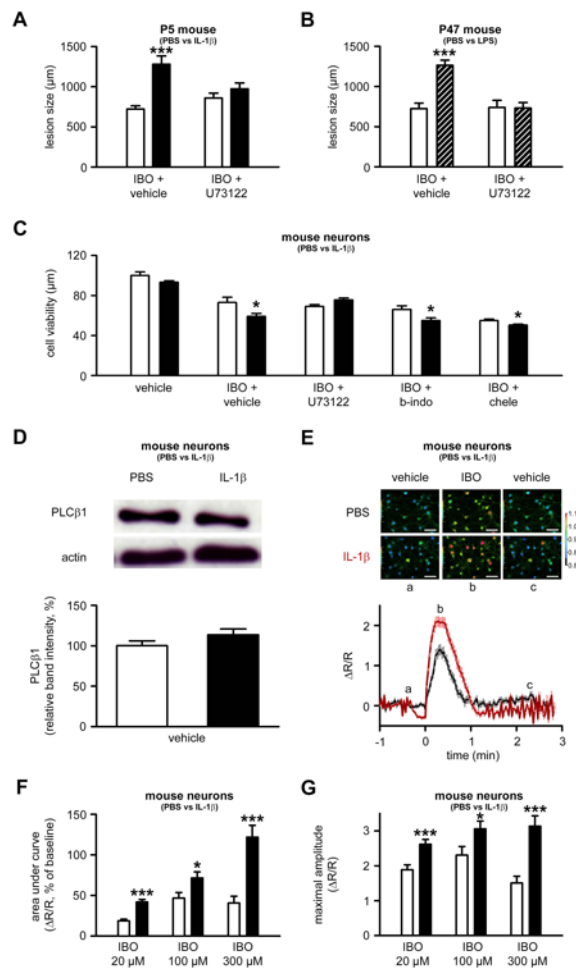 A
P5 mouse
(PBS vs IL-1β)
lesion size (μm)
1500
1000
500
0
***
IBO + vehicle
IBO + U73122
B
P47 mouse
(PBS vs LPS)
lesion size (μm)
1500
1000
500
0
***
IBO + vehicle
IBO + U73122
C
mouse neurons
(PBS vs IL-1β)
cell viability (μm)
120
80
40
0
*
*
*
vehicle
IBO + vehicle
IBO + U73122
IBO + b-indo
IBO + chele
D
mouse neurons
(PBS vs IL-1β)
PBS
IL-1β
PLCβ1
actin
PLCβ1 (relative band intensity, %)
150
100
50
0
vehicle
E
mouse neurons
(PBS vs IL-1β)
vehicle
IBO
vehicle
PBS
IL-1β
a
b
c
ΔR/R
2
1
0
a
b
c
-1
0
1
2
3
time (min)
F
mouse neurons
(PBS vs IL-1β)
area under curve (ΔR/R, % of baseline)
150
100
50
0
***
*
***
IBO
20 μM
IBO
100 μM
IBO
300 μM
G
mouse neurons
(PBS vs IL-1β)
maximal amplitude (ΔR/R)
3
2
1
0
***
*
***
IBO
20 μM
IBO
100 μM
IBO
300 μM